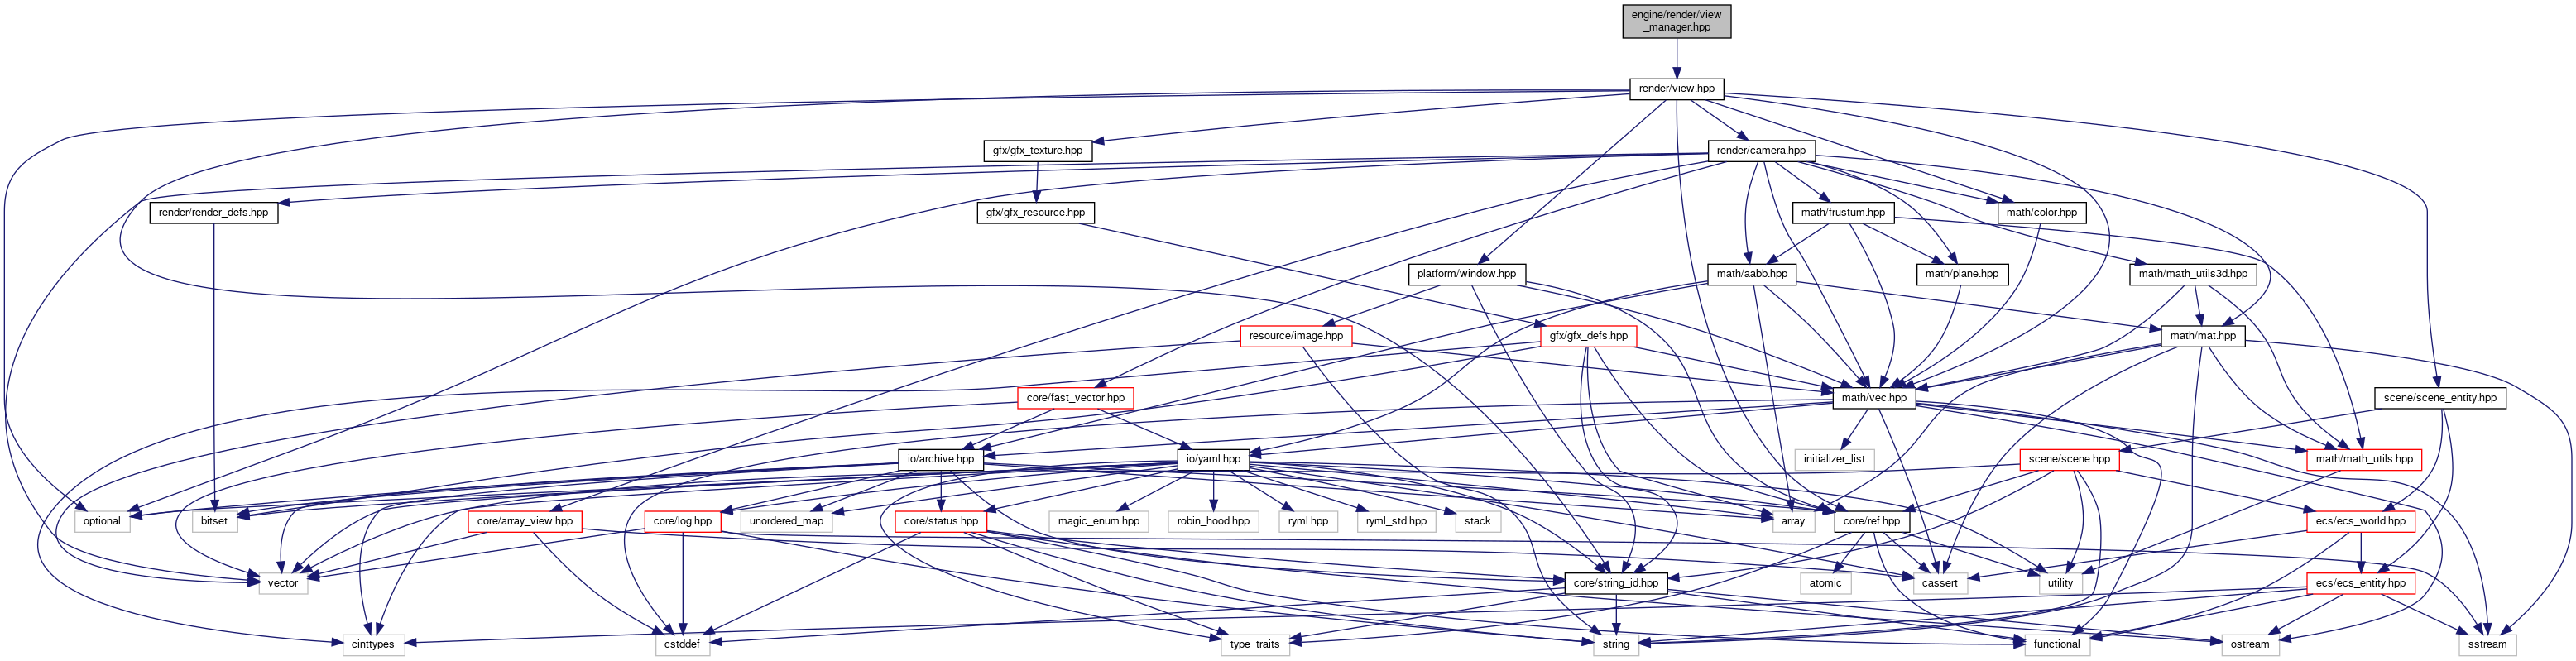 engine/render/view
_manager.hpp
render/view.hpp
gfx/gfx_texture.hpp
render/camera.hpp
render/render_defs.hpp
gfx/gfx_resource.hpp
math/frustum.hpp
math/color.hpp
platform/window.hpp
math/aabb.hpp
math/plane.hpp
math/math_utils3d.hpp
resource/image.hpp
gfx/gfx_defs.hpp
math/mat.hpp
core/fast_vector.hpp
math/vec.hpp
scene/scene_entity.hpp
io/archive.hpp
io/yaml.hpp
initializer_list
scene/scene.hpp
math/math_utils.hpp
optional
bitset
core/array_view.hpp
core/log.hpp
unordered_map
core/status.hpp
magic_enum.hpp
robin_hood.hpp
ryml.hpp
ryml_std.hpp
stack
array
core/ref.hpp
ecs/ecs_world.hpp
vector
core/string_id.hpp
atomic
cassert
utility
ecs/ecs_entity.hpp
cinttypes
cstddef
type_traits
string
functional
ostream
sstream